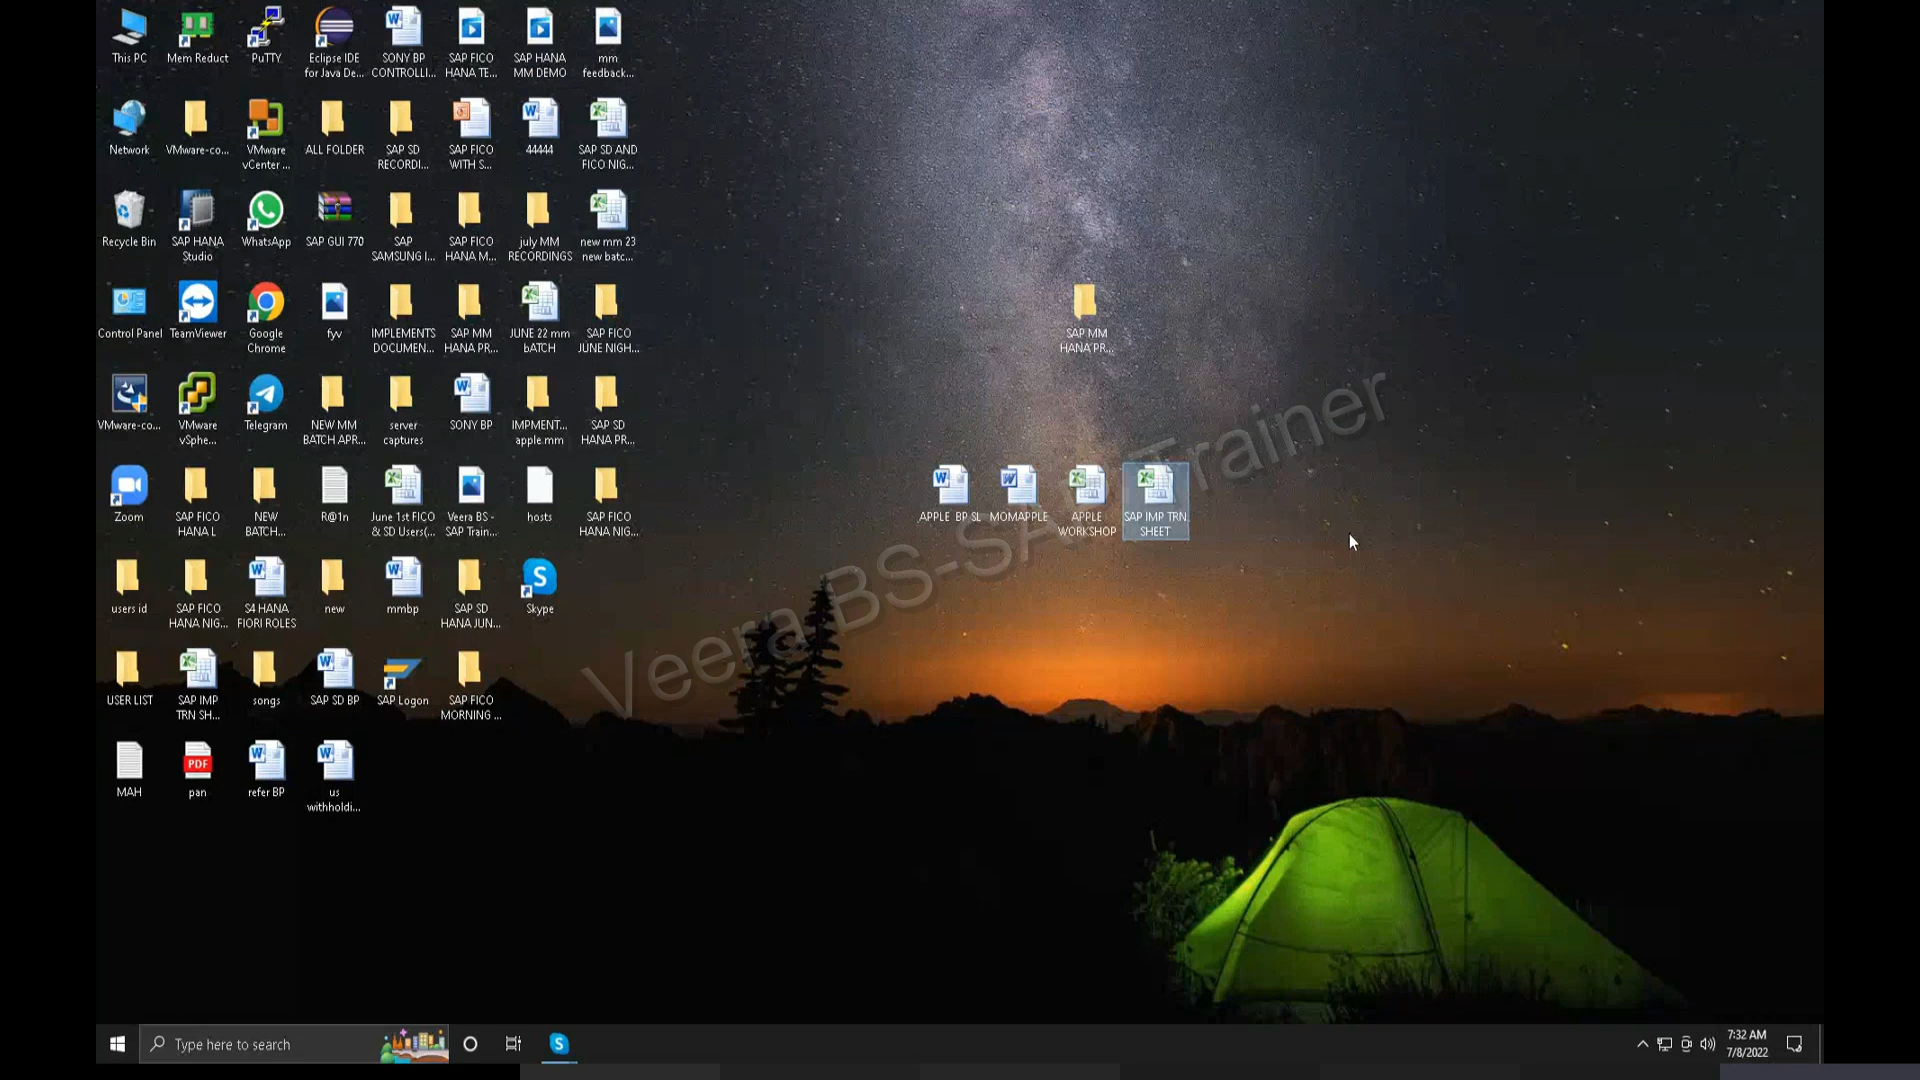 This PC
Mem Reduct
PuTTY
Eclipse IDE
for Java De...
SONY BP
CONTROLLI...
SAP FICO
HANA TE...
SAP HANA
MM DEMO
mm
feedback...
Network
VMware-co...
VMware
vCenter ...
ALL FOLDER
SAP SD
RECORDI...
SAP FICO
WITH S...
44444
SAP SD AND
FICO NIG...
Recycle Bin
SAP HANA
Studio
WhatsApp
SAP GUI 770
SAP
SAMSUNG I...
SAP FICO
HANA M...
july MM
RECORDINGS
new mm 23
new batc...
Control Panel
TeamViewer
Google
Chrome
fyv
IMPLEMENTS
DOCUMEN...
SAP MM
HANA PR...
JUNE 22 mm
bATCH
SAP FICO
JUNE NIGH...
SAP MM
HANA PR...
VMware-co...
VMware
vSphe...
Telegram
NEW MM
BATCH APR...
server
captures
SONY BP
IMPMENT...
apple.mm
SAP SD
HANA PR...
Zoom
SAP FICO
HANA L
NEW
BATCH...
R@1n
June 1st FICO
& SD Users(...
Veera BS -
SAP Train...
hosts
SAP FICO
HANA NIG...
APPLE BP SL
MOMAPPLE
APPLE
WORKSHOP
SAP IMP TRN
SHEET
users id
SAP FICO
HANA NIG...
S4 HANA
FIORI ROLES
new
mmbp
SAP SD
HANA JUN...
Skype
USER LIST
SAP IMP
TRN SH...
songs
SAP SD BP
SAP Logon
SAP FICO
MORNING ...
MAH
PDF
pan
refer BP
us
withholdi...
Veera BS-SAP Trainer
Type here to search
7:32 AM
7/8/2022